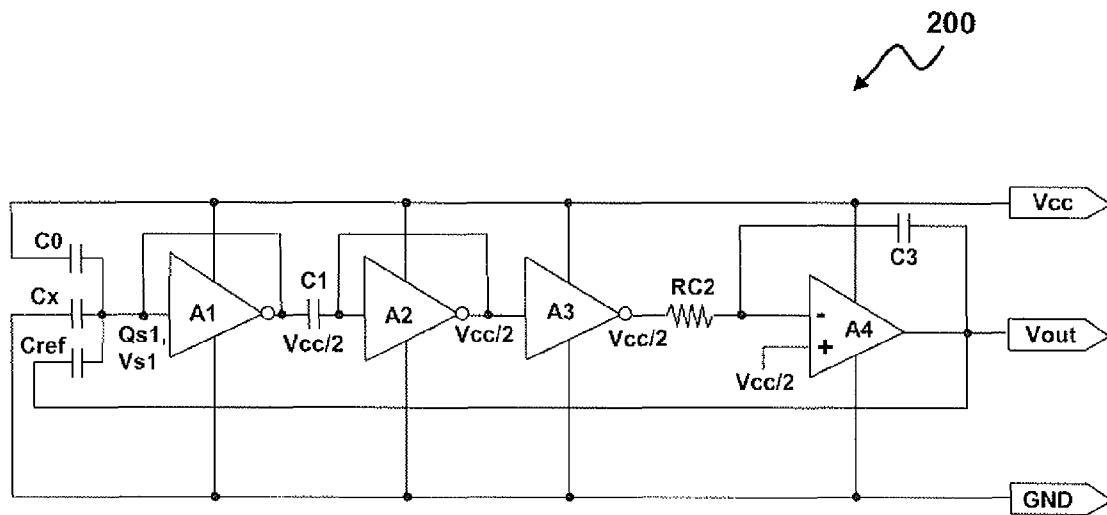 200
Vcc
C0
C1
C3
Cx
A1
A2
A3
RC2
-
A4
Cref
Qs1,
Vs1
Vcc/2
Vcc/2
Vcc/2
+
Vcc/2
Vout
GND